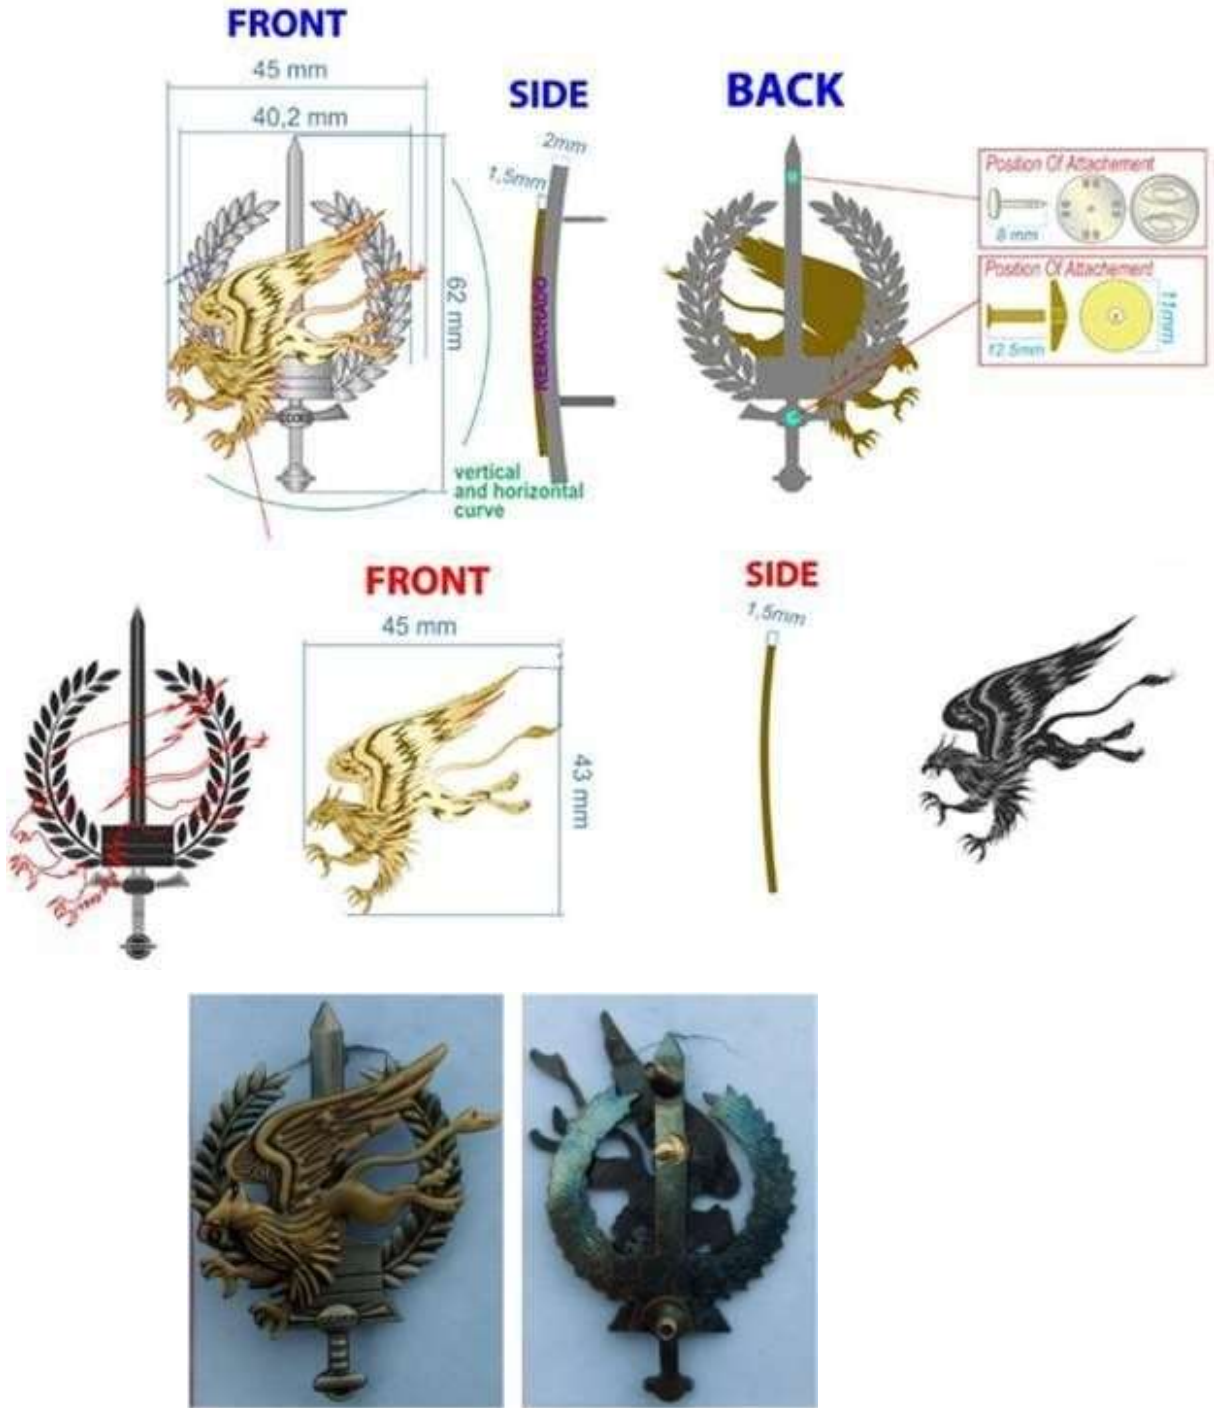 FRONT
45 mm
40,2 mm
62 mm
vertical
and horizontal
curve
SIDE
2mm
1,5mm
REMACHADO
BACK
Position Of Attachement
8 mm
Position Of Attachement
12.5mm
11mm
FRONT
45 mm
43 mm
SIDE
1,5mm